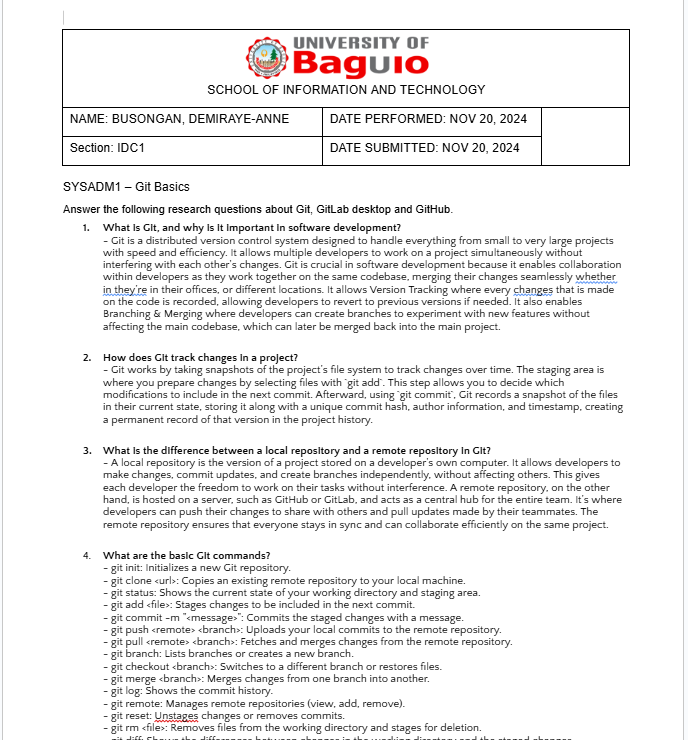 UNIVERSITY OF
Baguio
SCHOOL OF INFORMATION AND TECHNOLOGY
NAME: BUSONGAN, DEMIRAYE-ANNE
DATE PERFORMED: NOV 20, 2024
Section: IDC1
DATE SUBMITTED: NOV 20, 2024
SYSADM1 – Git Basics
Answer the following research questions about Git, GitLab desktop and GitHub.
1. What is Git, and why is it important in software development?
- Git is a distributed version control system designed to handle everything from small to very large projects
with speed and efficiency. It allows multiple developers to work on a project simultaneously without
interfering with each other's changes. Git is crucial in software development because it enables collaboration
within developers as they work together on the same codebase, merging their changes seamlessly whether
in they're in their offices, or different locations. It allows Version Tracking where every changes that is made
on the code is recorded, allowing developers to revert to previous versions if needed. It also enables
Branching & Merging where developers can create branches to experiment with new features without
affecting the main codebase, which can later be merged back into the main project.
2. How does Git track changes in a project?
- Git works by taking snapshots of the project's file system to track changes over time. The staging area is
where you prepare changes by selecting files with `git add`. This step allows you to decide which
modifications to include in the next commit. Afterward, using `git commit`, Git records a snapshot of the files
in their current state, storing it along with a unique commit hash, author information, and timestamp, creating
a permanent record of that version in the project history.
3. What is the difference between a local repository and a remote repository in Git?
- A local repository is the version of a project stored on a developer's own computer. It allows developers to
make changes, commit updates, and create branches independently, without affecting others. This gives
each developer the freedom to work on their tasks without interference. A remote repository, on the other
hand, is hosted on a server, such as GitHub or GitLab, and acts as a central hub for the entire team. It's where
developers can push their changes to share with others and pull updates made by their teammates. The
remote repository ensures that everyone stays in sync and can collaborate efficiently on the same project.
4. What are the basic Git commands?
- git init: Initializes a new Git repository.
- git clone <url>: Copies an existing remote repository to your local machine.
- git status: Shows the current state of your working directory and staging area.
- git add <file>: Stages changes to be included in the next commit.
- git commit -m "<message>": Commits the staged changes with a message.
- git push <remote> <branch>: Uploads your local commits to the remote repository.
- git pull <remote> <branch>: Fetches and merges changes from the remote repository.
- git branch: Lists branches or creates a new branch.
- git checkout <branch>: Switches to a different branch or restores files.
- git merge <branch>: Merges changes from one branch into another.
- git log: Shows the commit history.
- git remote: Manages remote repositories (view, add, remove).
- git reset: Unstages changes or removes commits.
- git rm <file>: Removes files from the working directory and stages for deletion.
- git diff: Shows the differences between changes in the working directory and the staged changes.